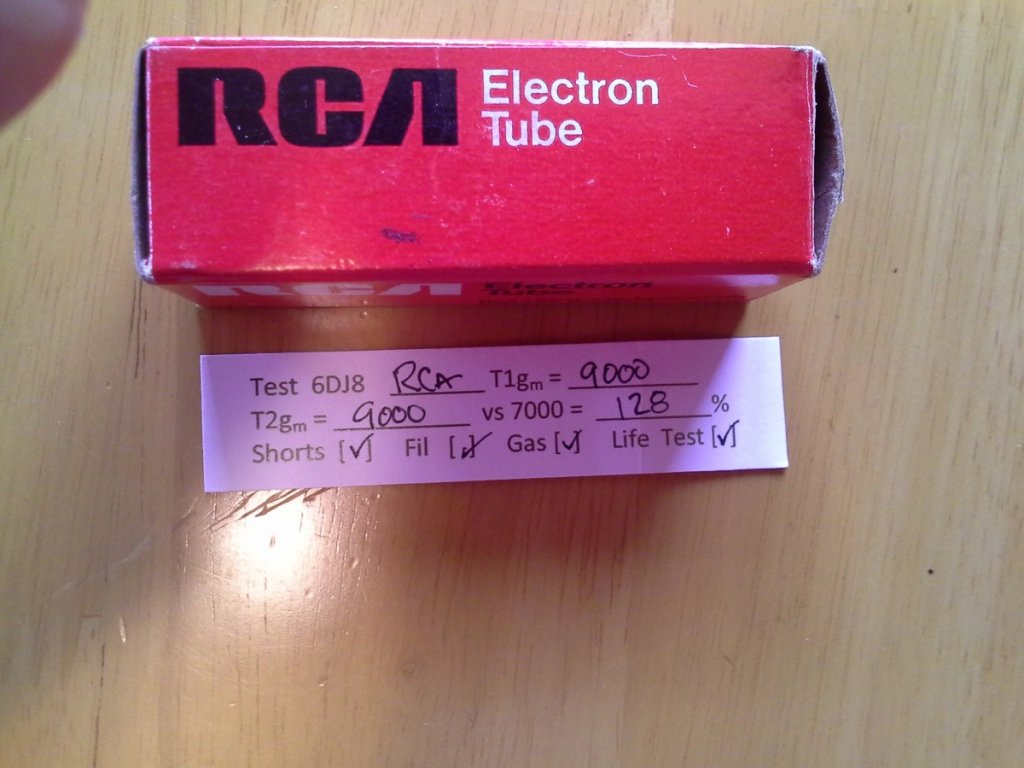 RCA Electron
Tube
RCA Electron
Tube
Test 6DJ8 RCA T1gm = 9000
T2gm = 9000 vs 7000 = 128 %
Shorts [✓] Fil [✓] Gas [✓] Life Test [✓]